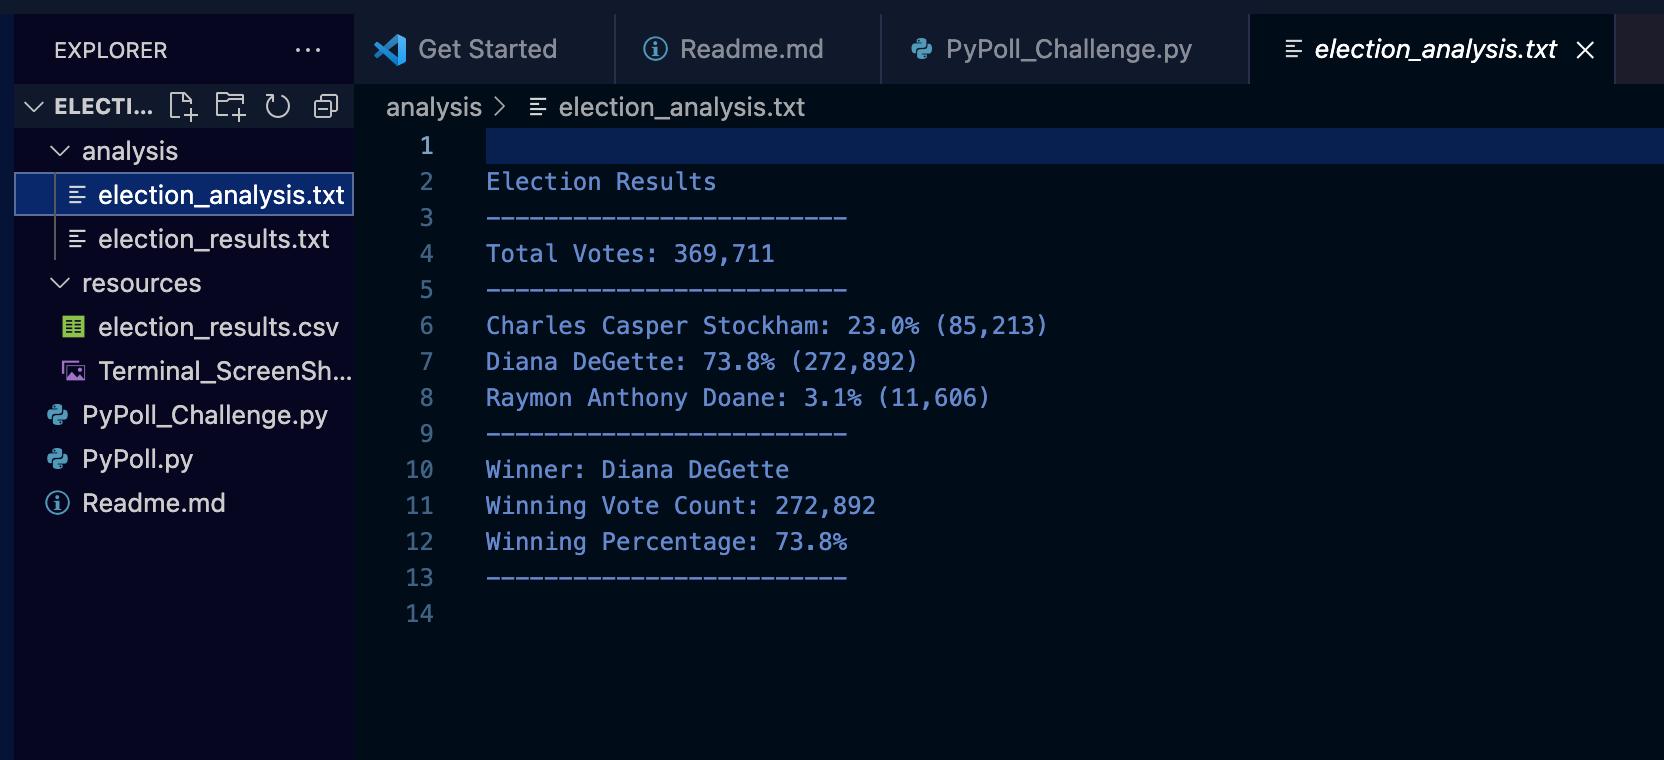 EXPLORER ···
ELECTI...
analysis
election_analysis.txt
election_results.txt
resources
election_results.csv
Terminal_ScreenSh...
PyPoll_Challenge.py
PyPoll.py
Readme.md
Get Started
Readme.md
PyPoll_Challenge.py
election_analysis.txt
analysis > election_analysis.txt
1
2 Election Results
3 -------------------------
4 Total Votes: 369,711
5 -------------------------
6 Charles Casper Stockham: 23.0% (85,213)
7 Diana DeGette: 73.8% (272,892)
8 Raymon Anthony Doane: 3.1% (11,606)
9 -------------------------
10 Winner: Diana DeGette
11 Winning Vote Count: 272,892
12 Winning Percentage: 73.8%
13 -------------------------
14